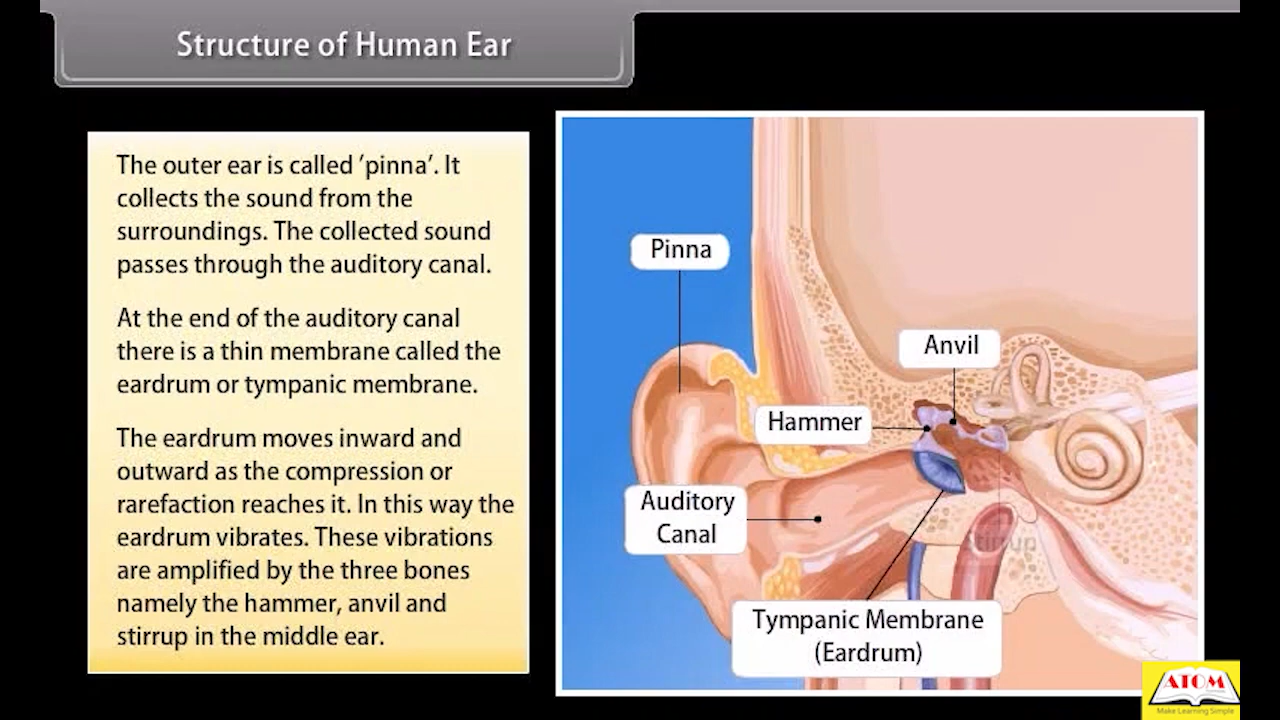 Structure of Human Ear
The outer ear is called ‘pinna’. It
collects the sound from the
surroundings. The collected sound
passes through the auditory canal.
At the end of the auditory canal
there is a thin membrane called the
eardrum or tympanic membrane.
The eardrum moves inward and
outward as the compression or
rarefaction reaches it. In this way the
eardrum vibrates. These vibrations
are amplified by the three bones
namely the hammer, anvil and
stirrup in the middle ear.
Pinna
Anvil
Hammer
Auditory
Canal
Stirrup
Tympanic Membrane
(Eardrum)
ATOM
Make Learning Simple